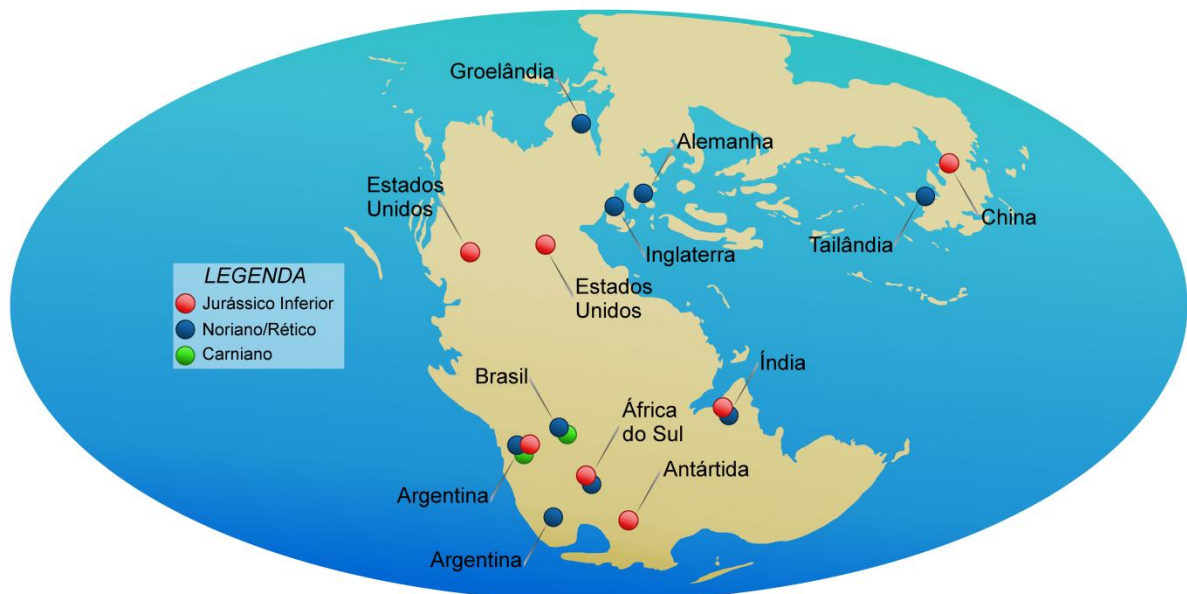 Groelândia
Alemanha
Estados
Unidos
China
Tailândia
Inglaterra
LEGENDA
Jurássico Inferior
Noriano/Rético
Carniano
Estados
Unidos
Brasil
Índia
África
do Sul
Antártida
Argentina
Argentina